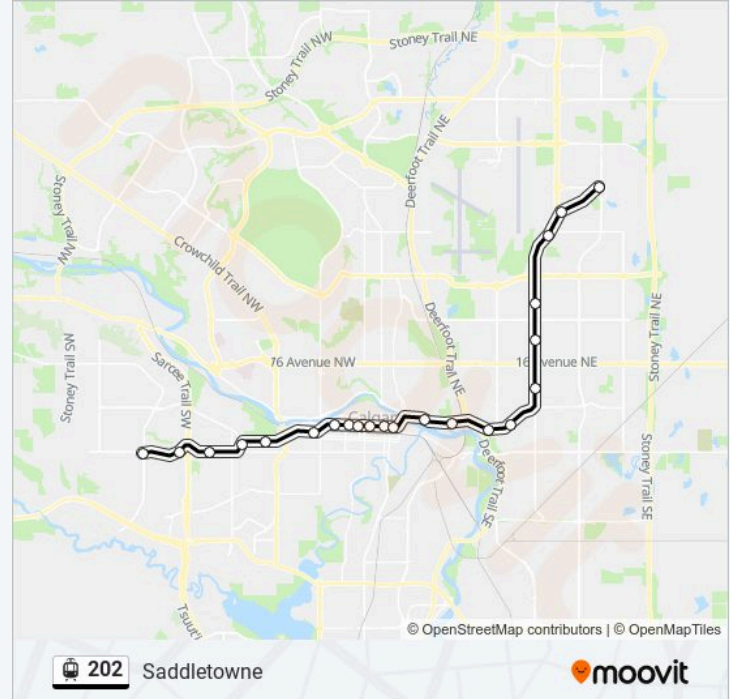 Stoney Trail NW
Stoney Trail NE
Deerfoot Trail NE
Stoney Trail NW
Crowchild Trail NW
Deerfoot Trail NE
Stoney Trail NE
Stoney Trail SW
Sarcee Trail SW
16 Avenue NW
16 Avenue NE
Calgary
Deerfoot Trail SE
Stoney Trail SE
Tsuut'i
© OpenStreetMap contributors | © OpenMapTiles
202 Saddletowne
moovit